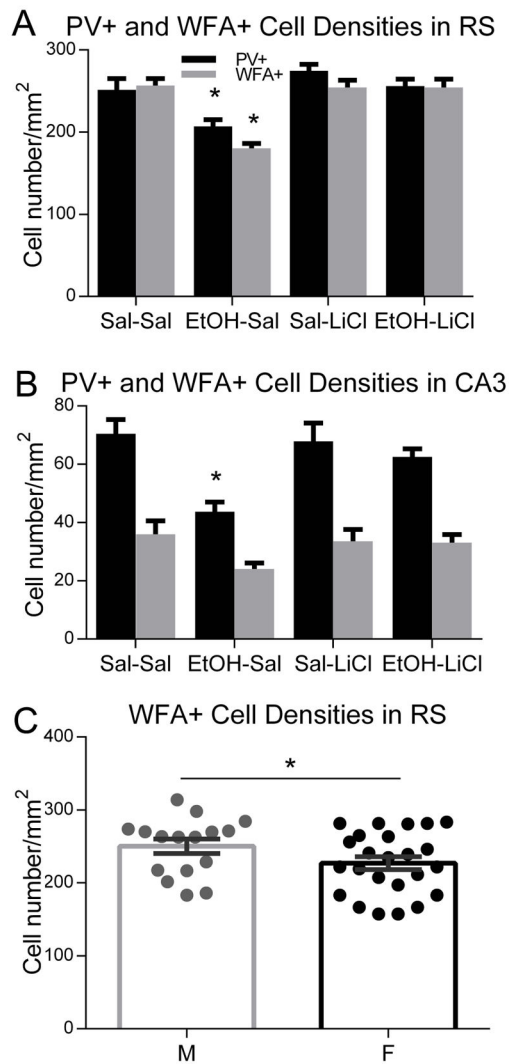 A PV+ and WFA+ Cell Densities in RS
300
PV+
WFA+
*
*
200
100
0
Cell number/mm²
Sal-Sal EtOH-Sal Sal-LiCl EtOH-LiCl
B PV+ and WFA+ Cell Densities in CA3
80
60
*
40
20
0
Cell number/mm²
Sal-Sal EtOH-Sal Sal-LiCl EtOH-LiCl
C WFA+ Cell Densities in RS
400
*
300
200
100
0
Cell number/mm²
M F